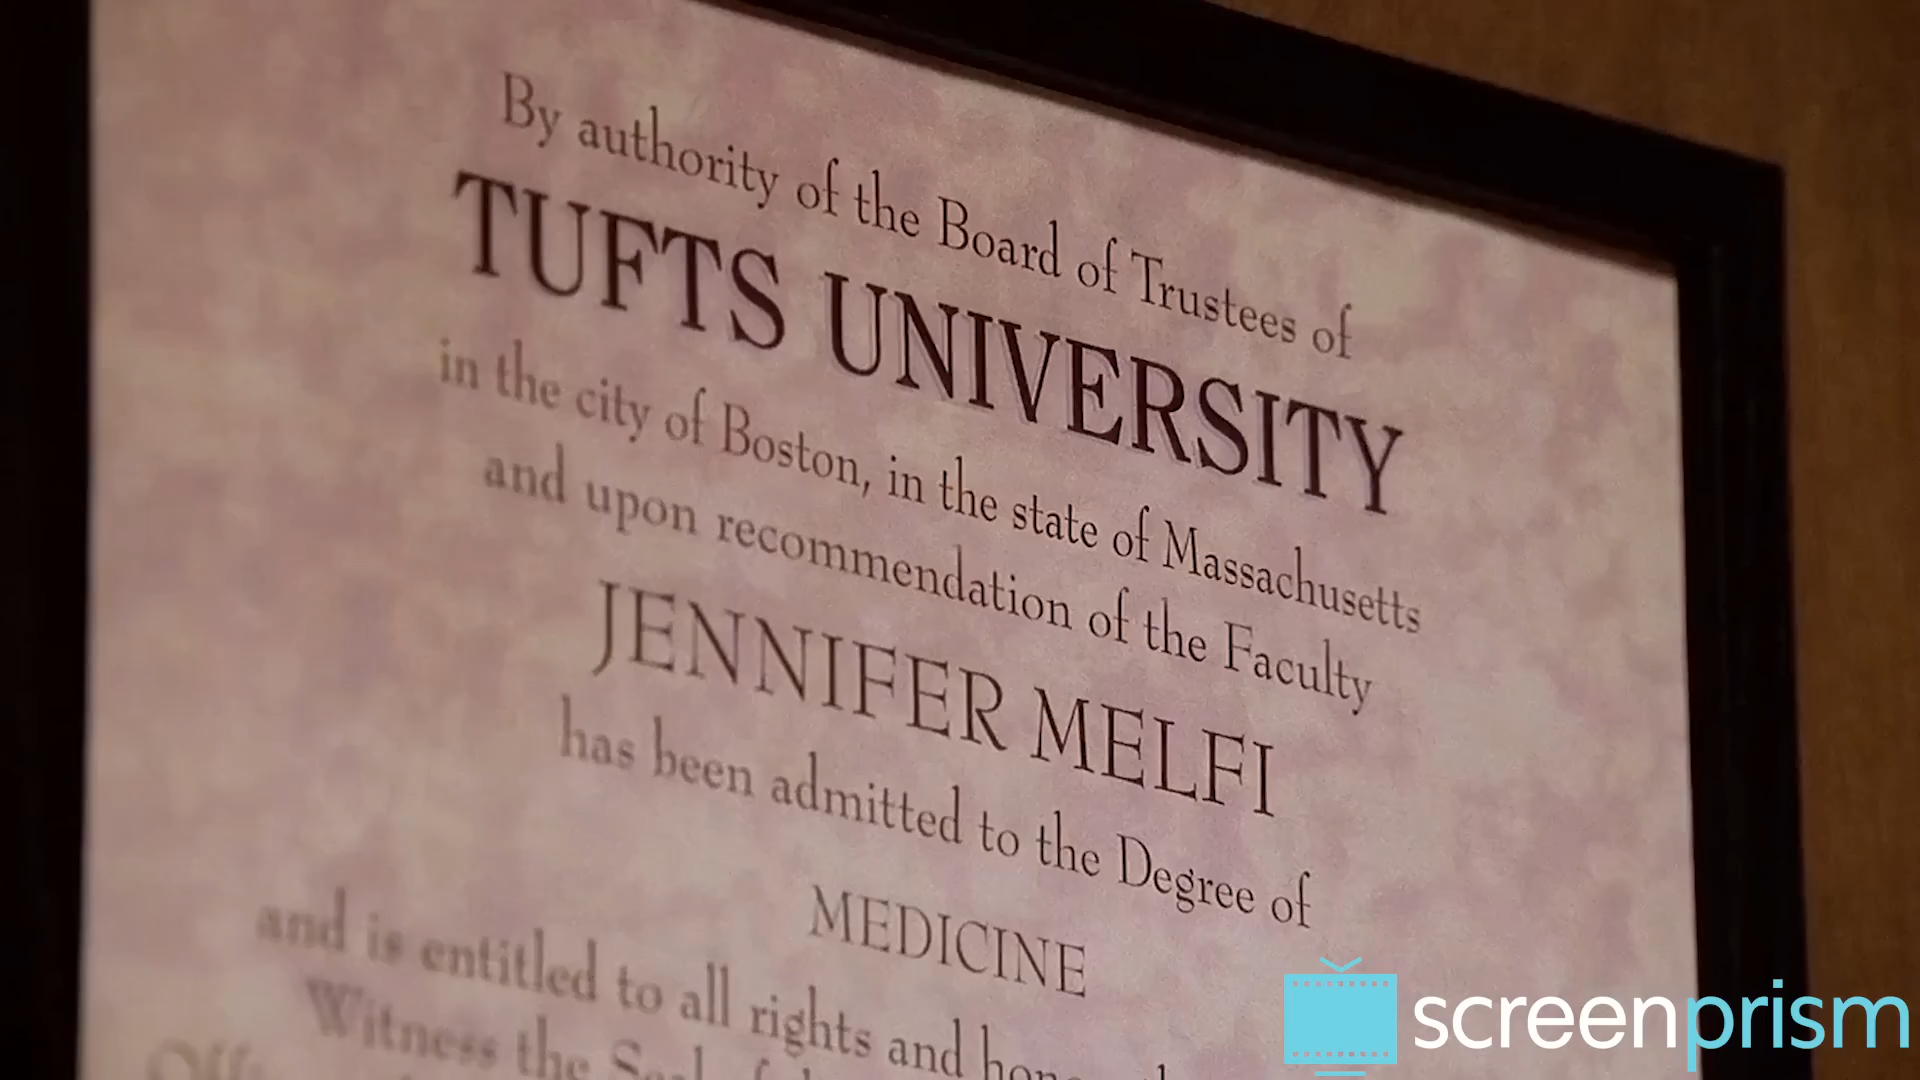 By authority of the Board of Trustees of
TUFTS UNIVERSITY
in the city of Boston, in the state of Massachusetts
and upon recommendation of the Faculty
JENNIFER MELFI
has been admitted to the Degree of
MEDICINE
and is entitled to all rights and
Witness the
screenprism